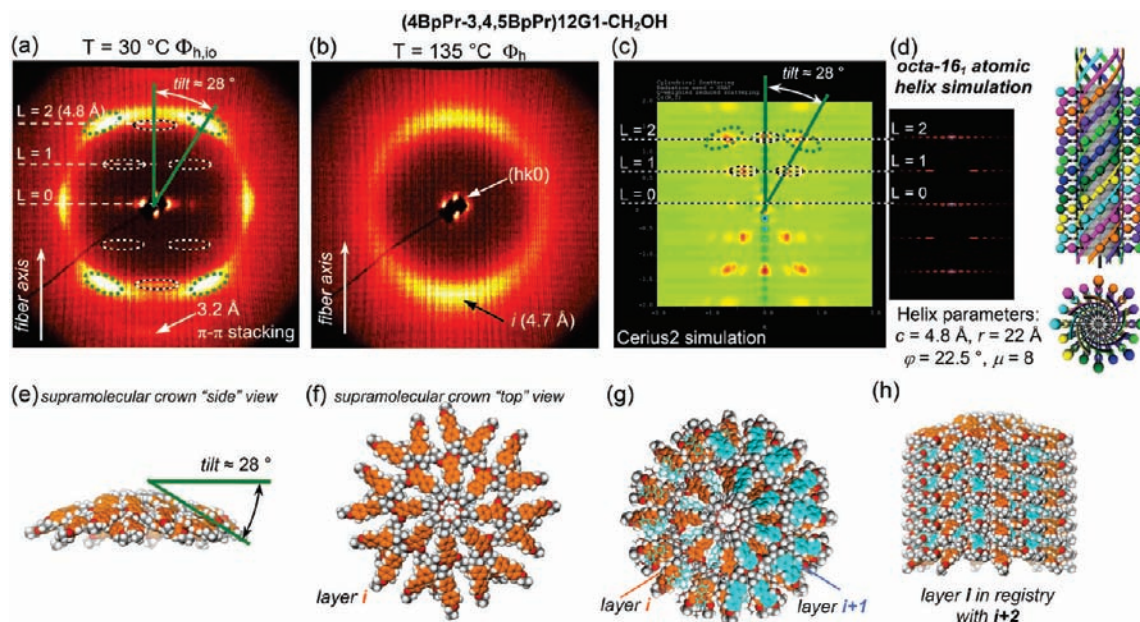 (4BpPr-3,4,5BpPr)12G1-CH₂OH
(a) T = 30 °C Φh,io
tilt ≈ 28 °
L = 2 (4.8 Å)
L = 1
L = 0
fiber axis
3.2 Å
π-π stacking
(b) T = 135 °C Φh
(hk0)
fiber axis
i (4.7 Å)
(c)
tilt ≈ 28 °
L = 2
L = 1
L = 0
Cerius2 simulation
(d)
octa-16₁ atomic
helix simulation
L = 2
L = 1
L = 0
Helix parameters:
c = 4.8 Å, r = 22 Å
φ = 22.5 °, μ = 8
(e) supramolecular crown "side" view
tilt ≈ 28 °
(f) supramolecular crown "top" view
layer i
(g)
layer i
layer i+1
(h)
layer i in registry
with i+2